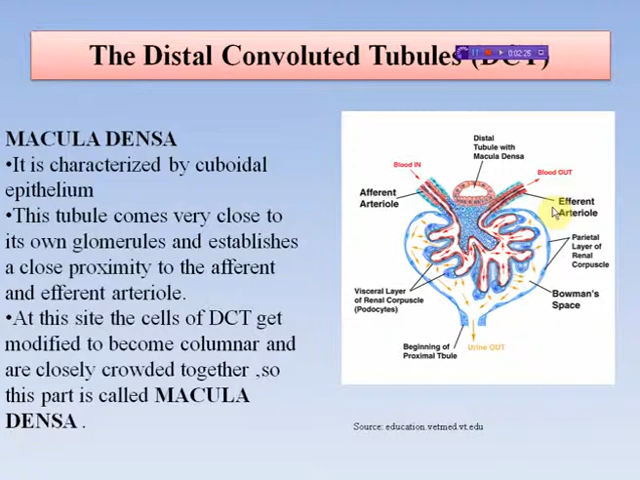 The Distal Convoluted Tubules (DCT)
00:02:25
MACULA DENSA
•It is characterized by cuboidal
epithelium
•This tubule comes very close to
its own glomerules and establishes
a close proximity to the afferent
and efferent arteriole.
•At this site the cells of DCT get
modified to become columnar and
are closely crowded together ,so
this part is called MACULA
DENSA .
Distal
Tubule with
Macula Densa
Blood IN
Blood OUT
Afferent
Arteriole
Efferent
Arteriole
Parietal
Layer of
Renal
Corpuscle
Visceral Layer
of Renal Corpuscle
(Podocytes)
Bowman's
Space
Beginning of
Proximal Tbule
Urine OUT
Source: education.vetmed.vt.edu